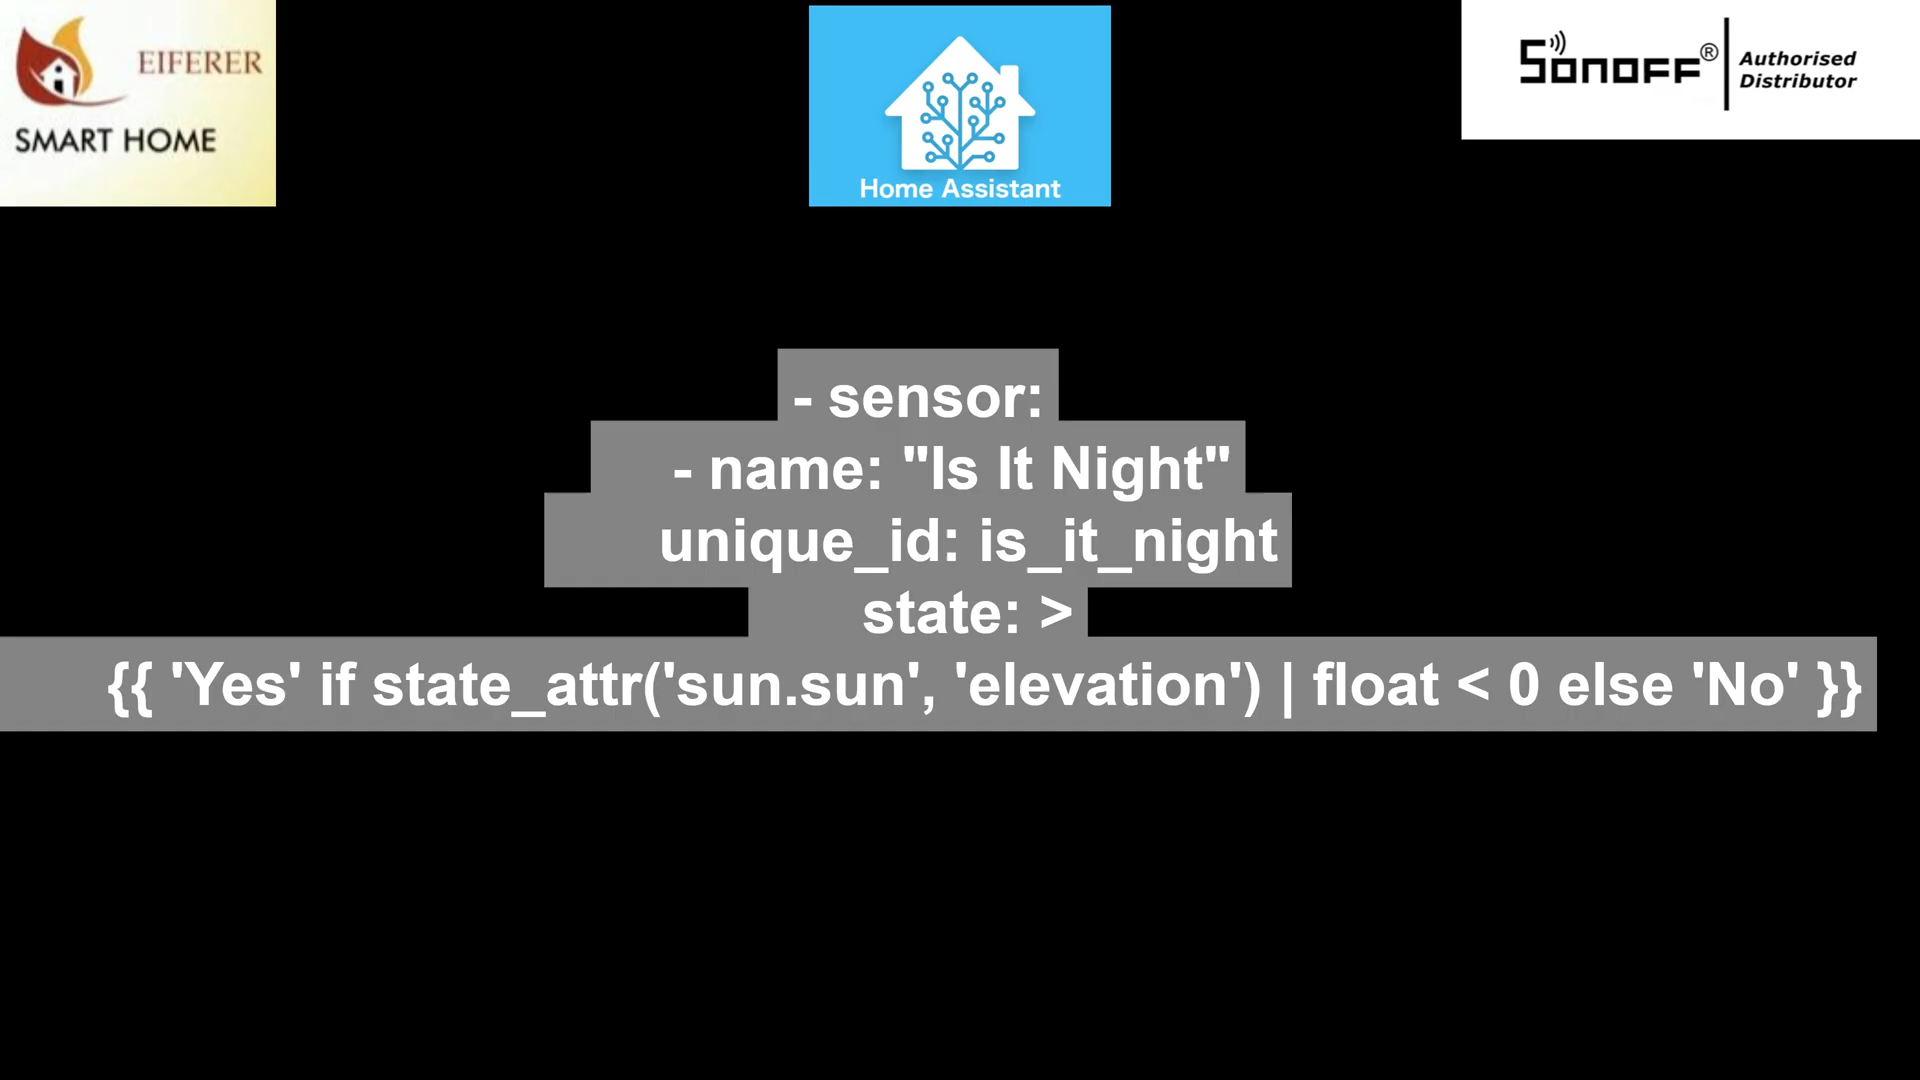 EIFERER
SMART HOME
Home Assistant
SONOFF® Authorised
Distributor
- sensor:
- name: "Is It Night"
unique_id: is_it_night
state: >
{{ 'Yes' if state_attr('sun.sun', 'elevation') | float < 0 else 'No' }}